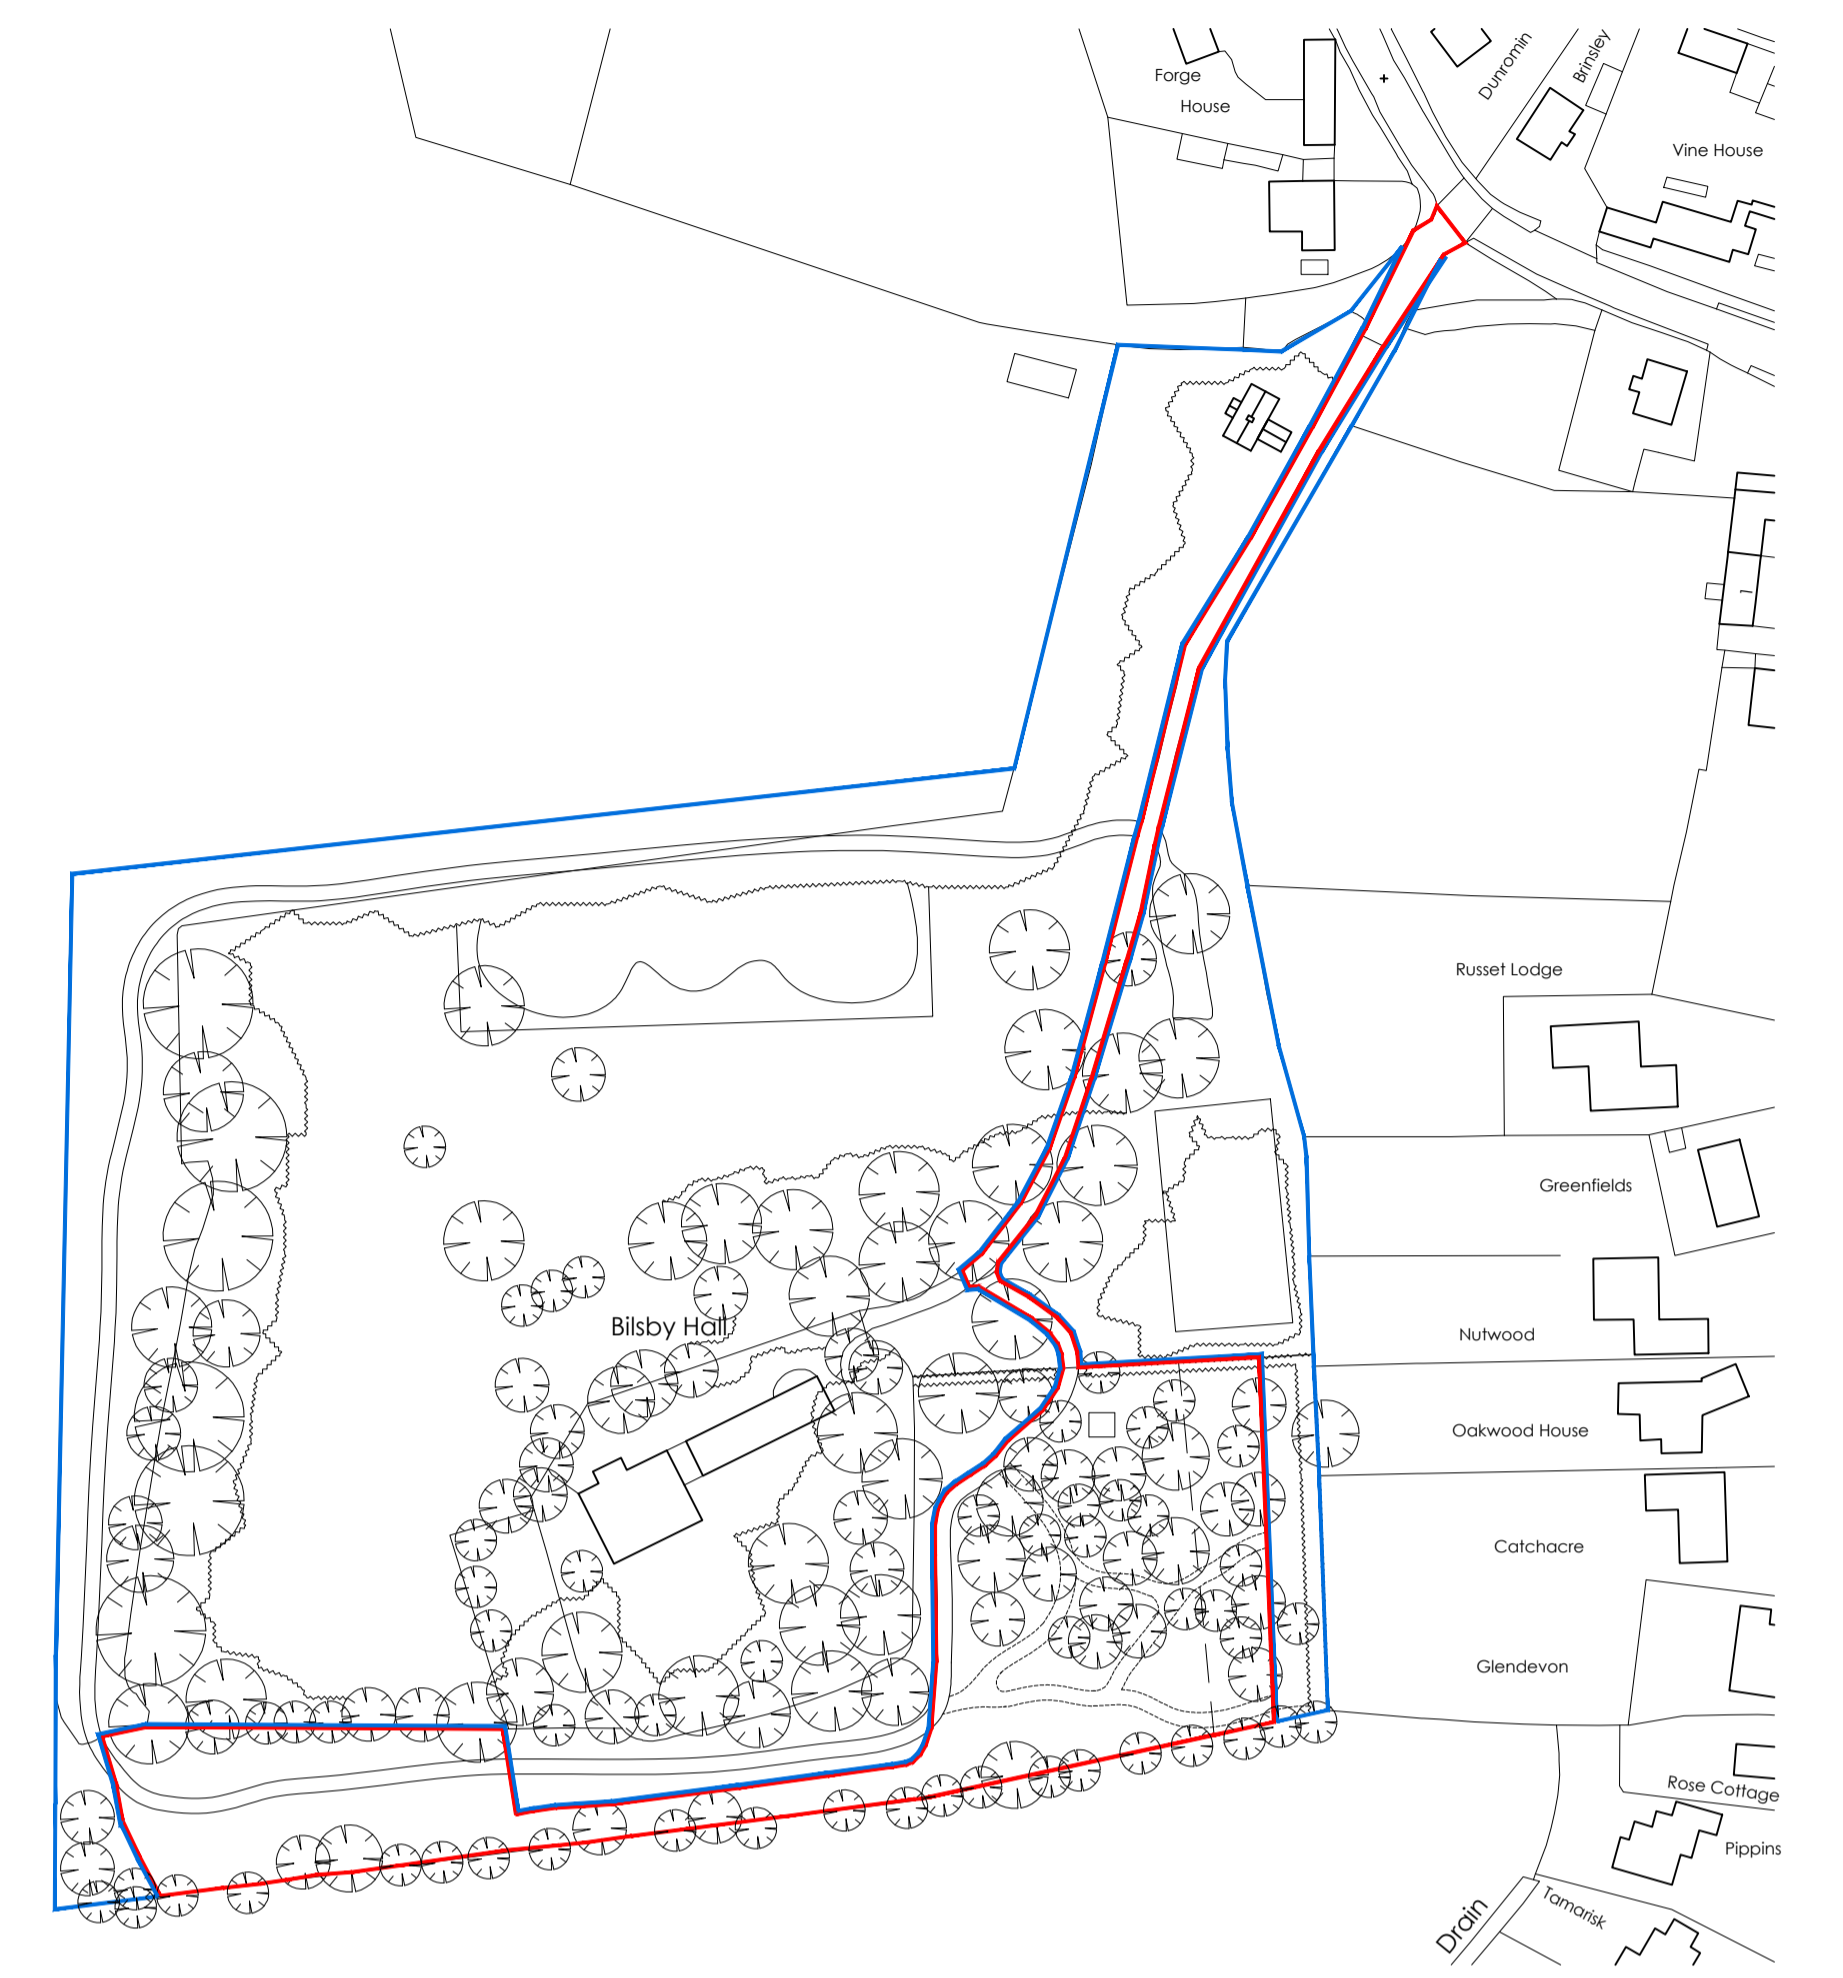 Forge
House
Dunromin
Brinsley
Vine House
1
Russet Lodge
Greenfields
Bilsby Hall
Nutwood
Oakwood House
Catchacre
Glendevon
Rose Cottage
Pippins
Tamarisk
Drain